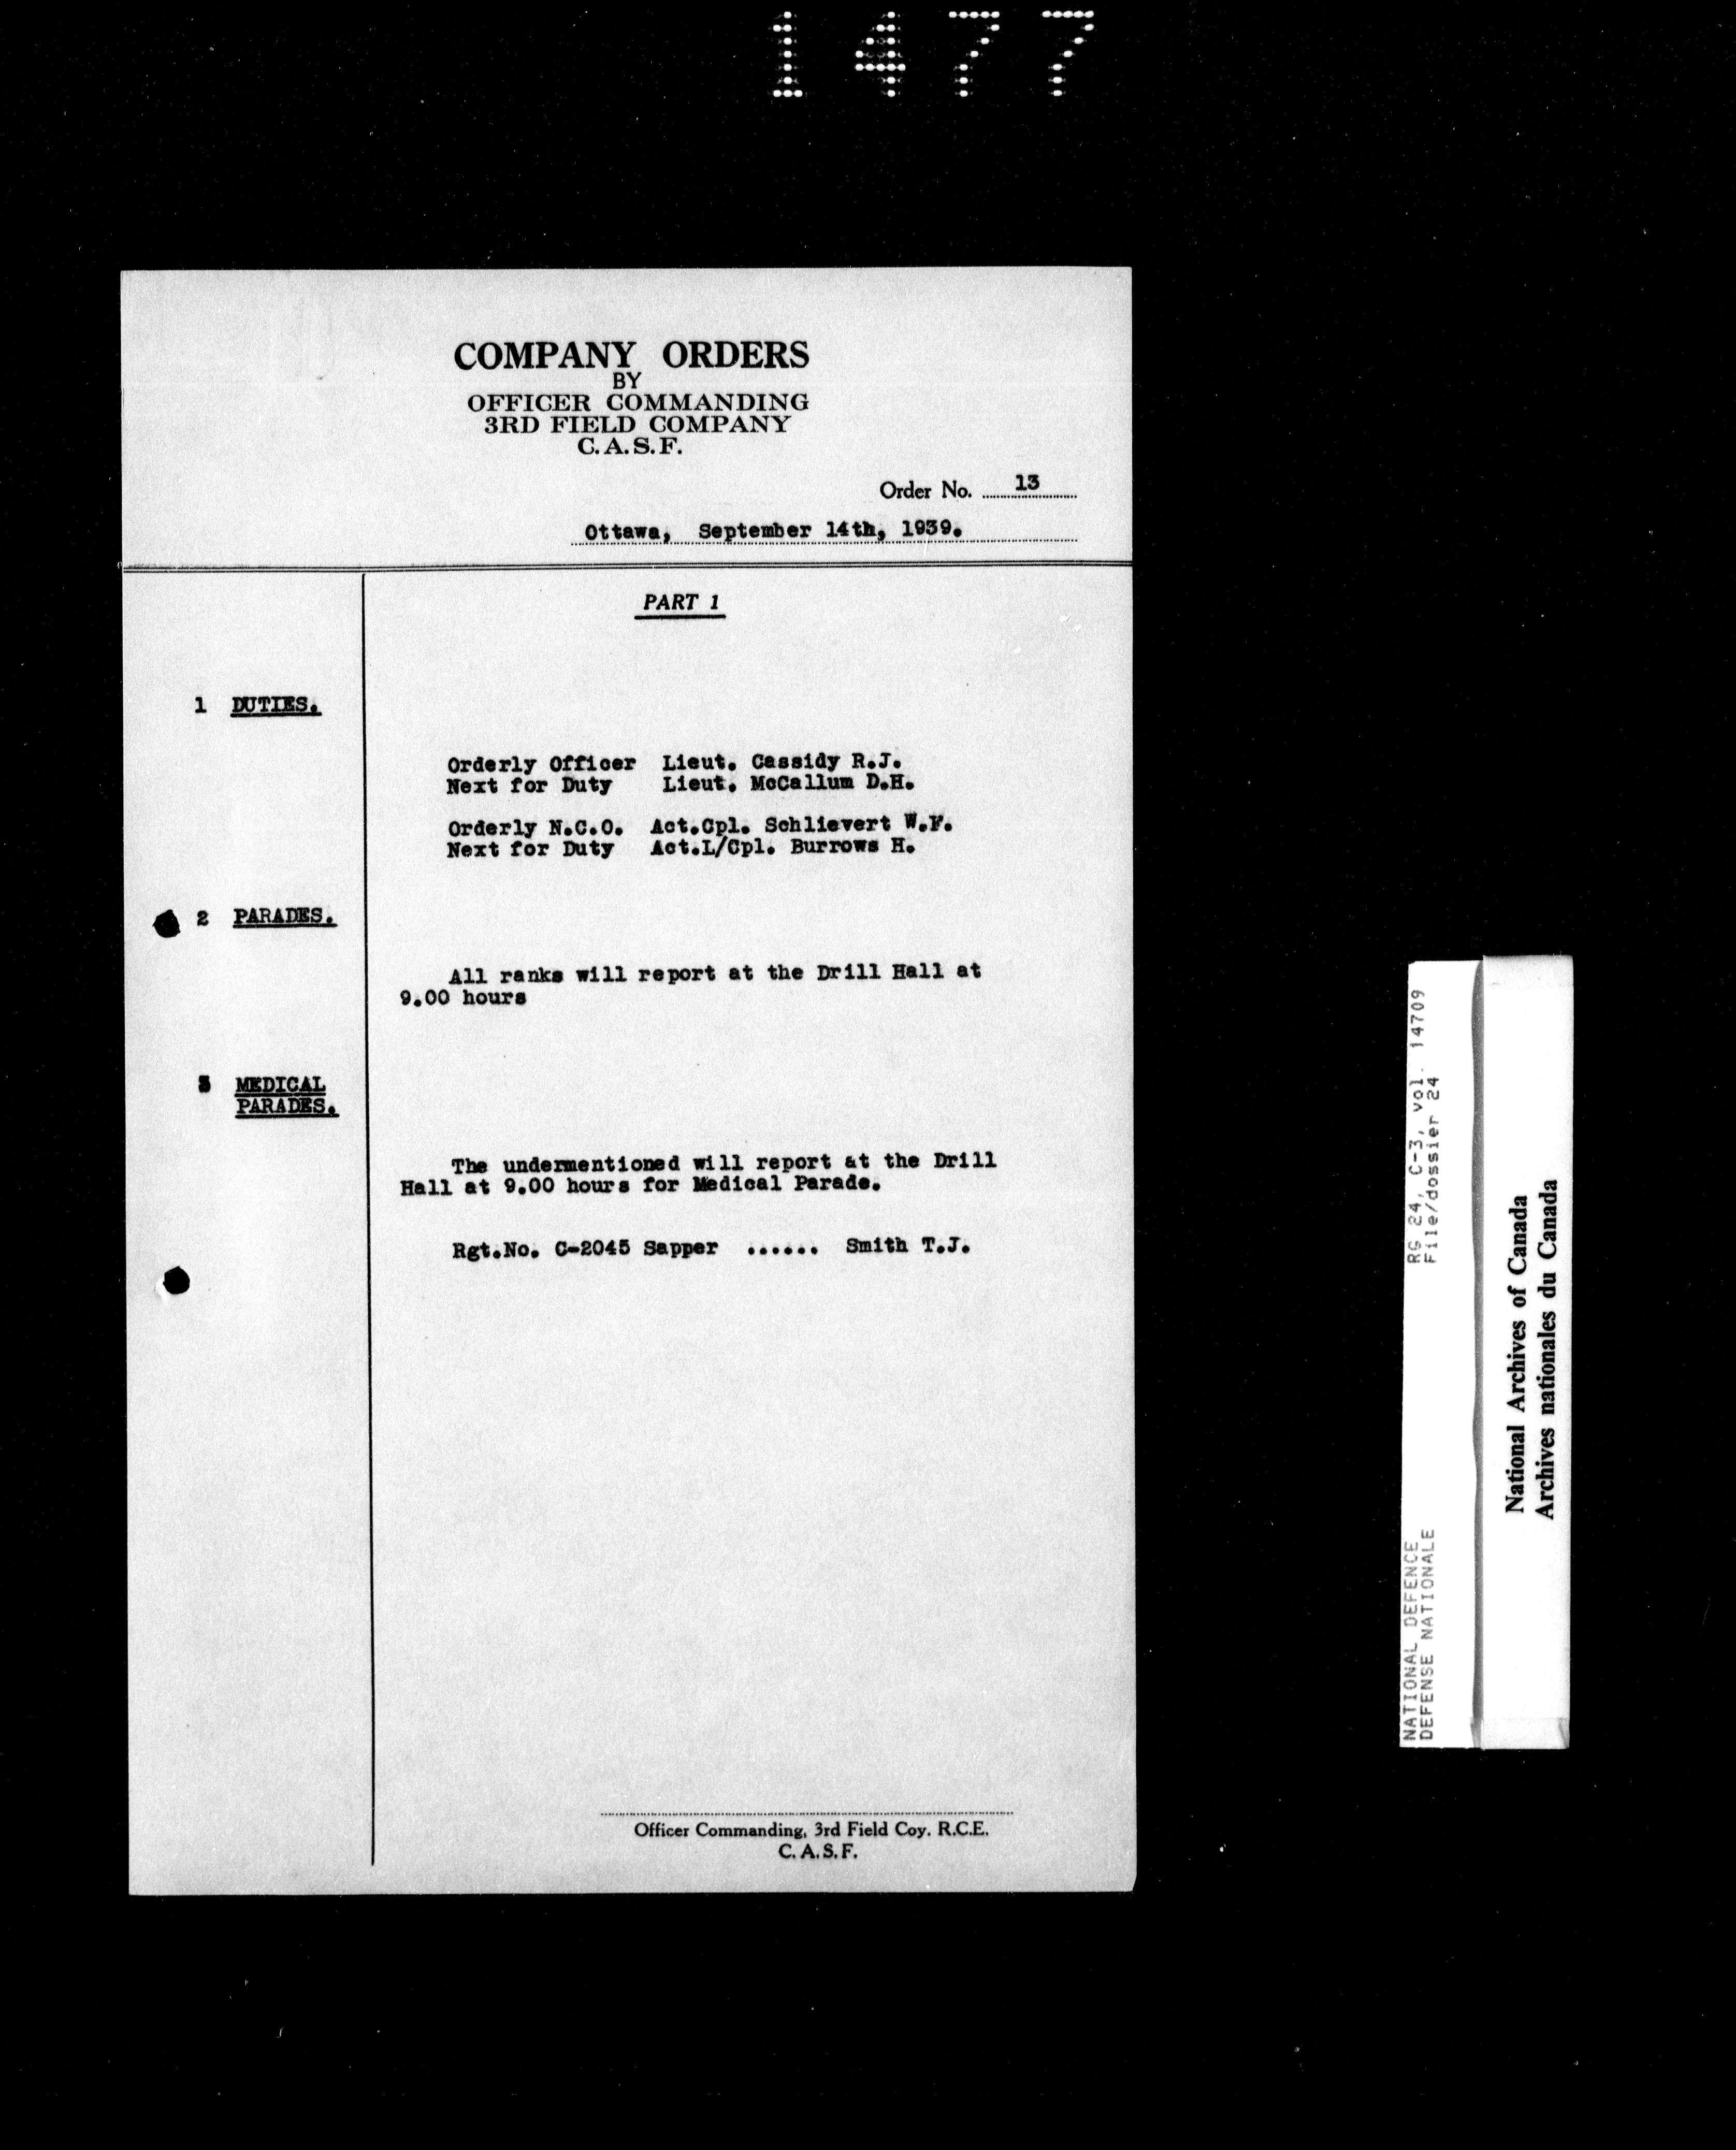 1477
COMPANY ORDERS
BY
OFFICER COMMANDING
3RD FIELD COMPANY
C.A.S.F.
Order No. 13
Ottawa, September 14th, 1939.
PART 1
1 DUTIES.
Orderly Officer Lieut. Cassidy R.J.
Next for Duty Lieut. McCallum D.H.
Orderly N.C.O. Act.Cpl. Schlievert W.F.
Next for Duty Act.L/Cpl. Burrows H.
2 PARADES.
All ranks will report at the Drill Hall at
9.00 hours
3 MEDICAL
PARADES.
The undermentioned will report at the Drill
Hall at 9.00 hours for Medical Parade.
Rgt.No. C-2045 Sapper ...... Smith T.J.
Officer Commanding, 3rd Field Coy. R.C.E.
C.A.S.F.
NATIONAL DEFENCE RG 24, C-3, vol. 14709
DEFENSE NATIONALE File/dossier 24
National Archives of Canada
Archives nationales du Canada